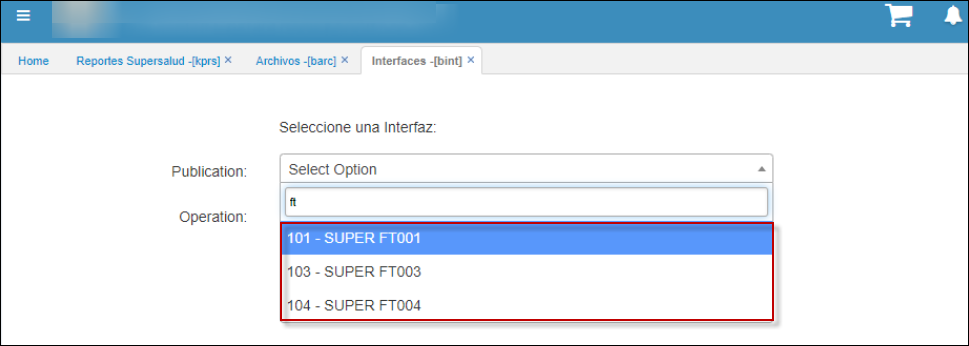 Home Reportes Supersalud -[kprs] × Archivos -[barc] × Interfaces -[bint] ×
Seleccione una Interfaz:
Publication: Select Option
ft
Operation:
101 - SUPER FT001
103 - SUPER FT003
104 - SUPER FT004